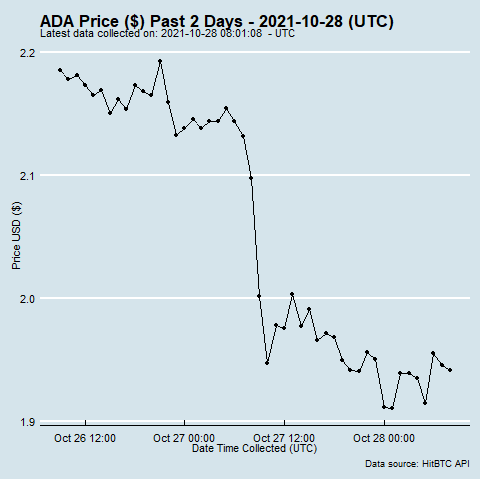 ADA Price ($) Past 2 Days - 2021-10-28 (UTC)
Latest data collected on: 2021-10-28 08:01:08  - UTC
2.2
2.1
2.0
1.9
Price USD ($)
Oct 26 12:00 Oct 27 00:00 Oct 27 12:00 Oct 28 00:00
Date Time Collected (UTC)
Data source: HitBTC API